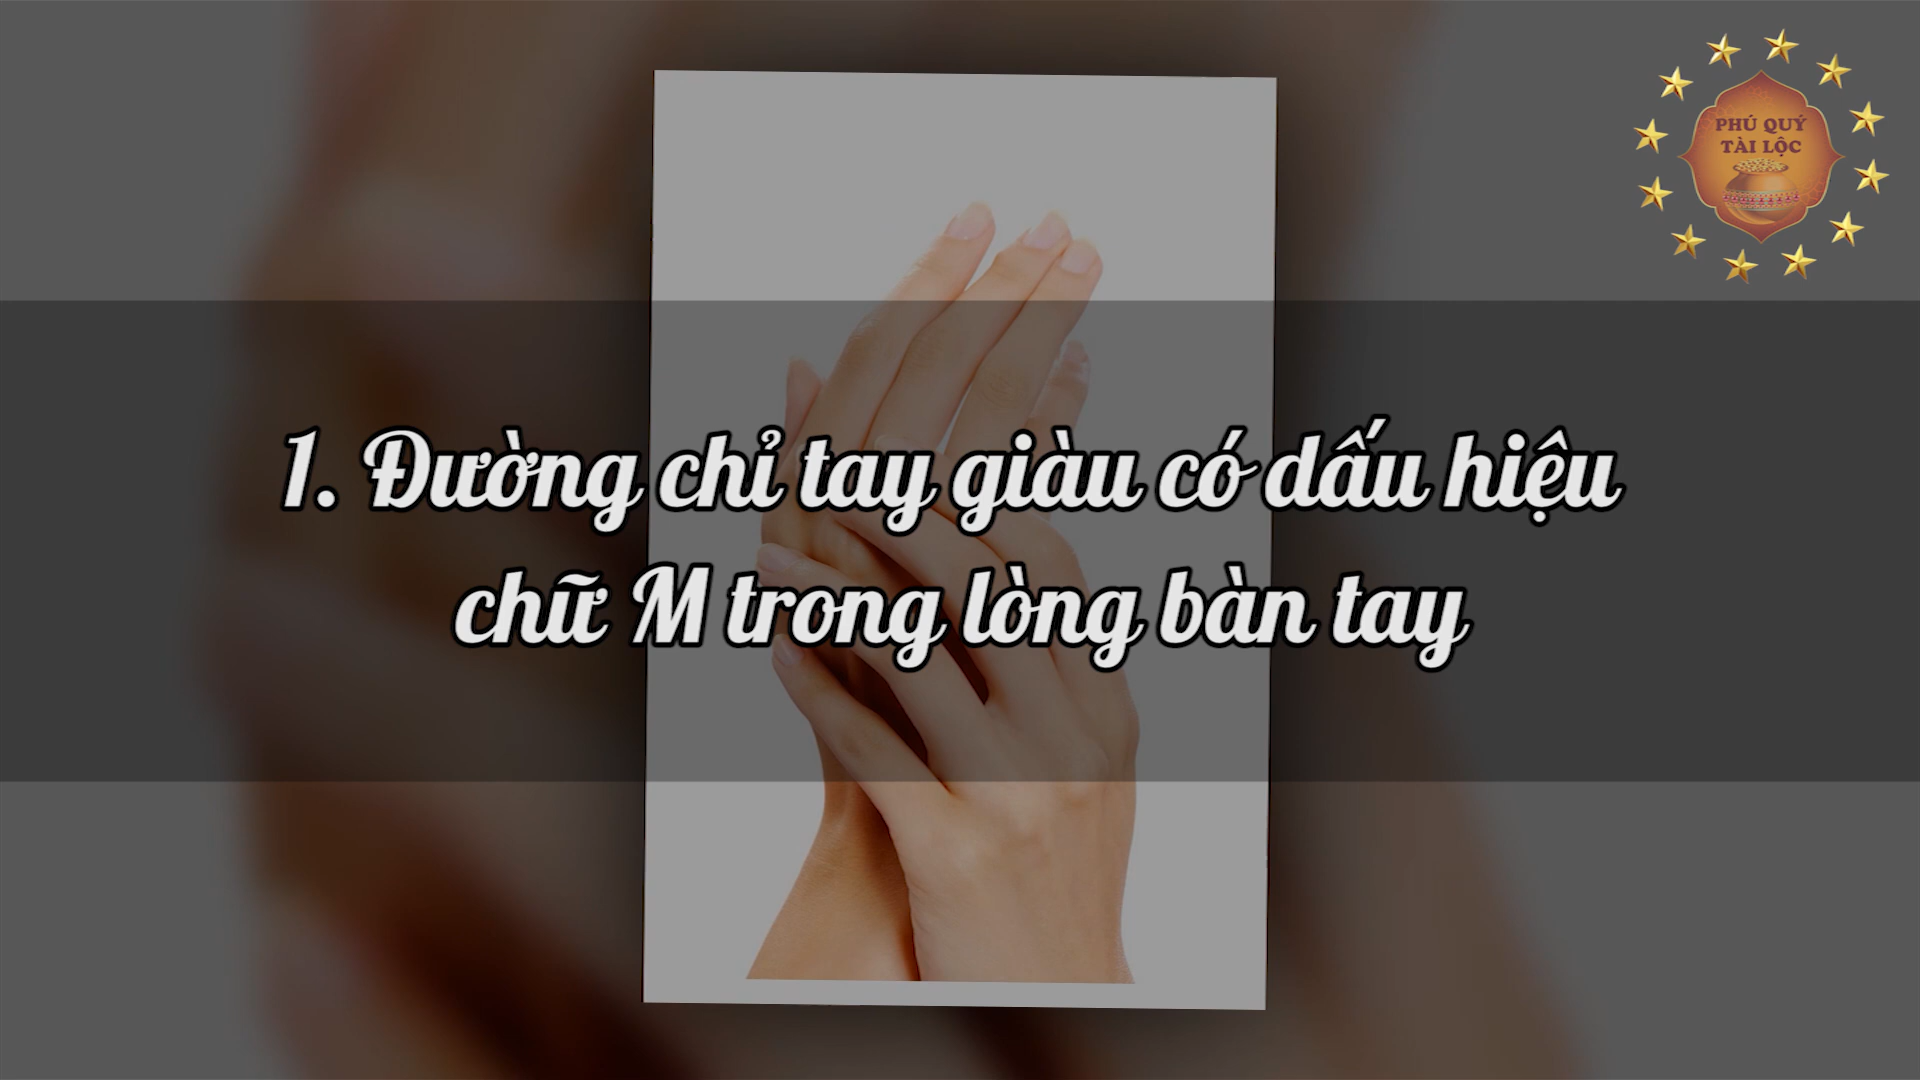 PHÚ QUÝ
TÀI LỘC
1. Đường chỉ tay giàu có dấu hiệu
chữ M trong lòng bàn tay